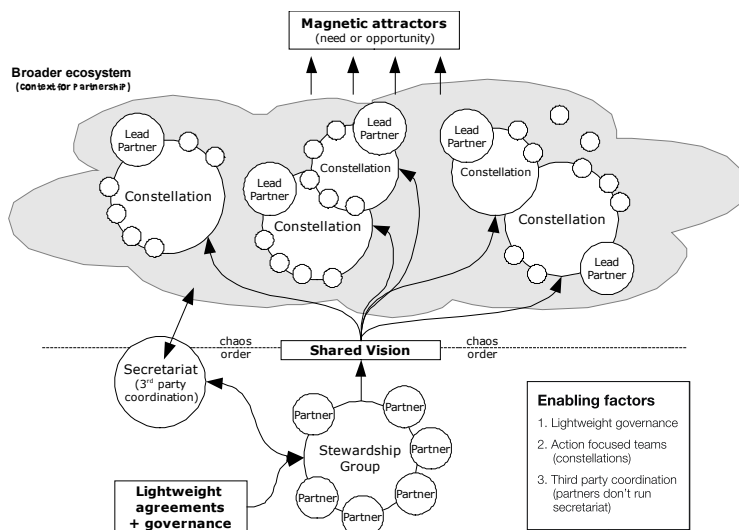 Magnetic attractors
(need or opportunity)
Broader ecosystem
(Context for Partnership)
Lead
Partner
Constellation
Lead
Partner
Constellation
Lead
Partner
Constellation
Lead
Partner
Constellation
Constellation
Lead
Partner
chaos
order
Shared Vision
chaos
order
Secretariat
(3rd party
coordination)
Partner
Partner
Partner
Partner
Partner
Partner
Partner
Stewardship
Group
Lightweight
agreements
+ governance
Enabling factors
1. Lightweight governance
2. Action focused teams
(constellations)
3. Third party coordination
(partners don't run
secretariat)